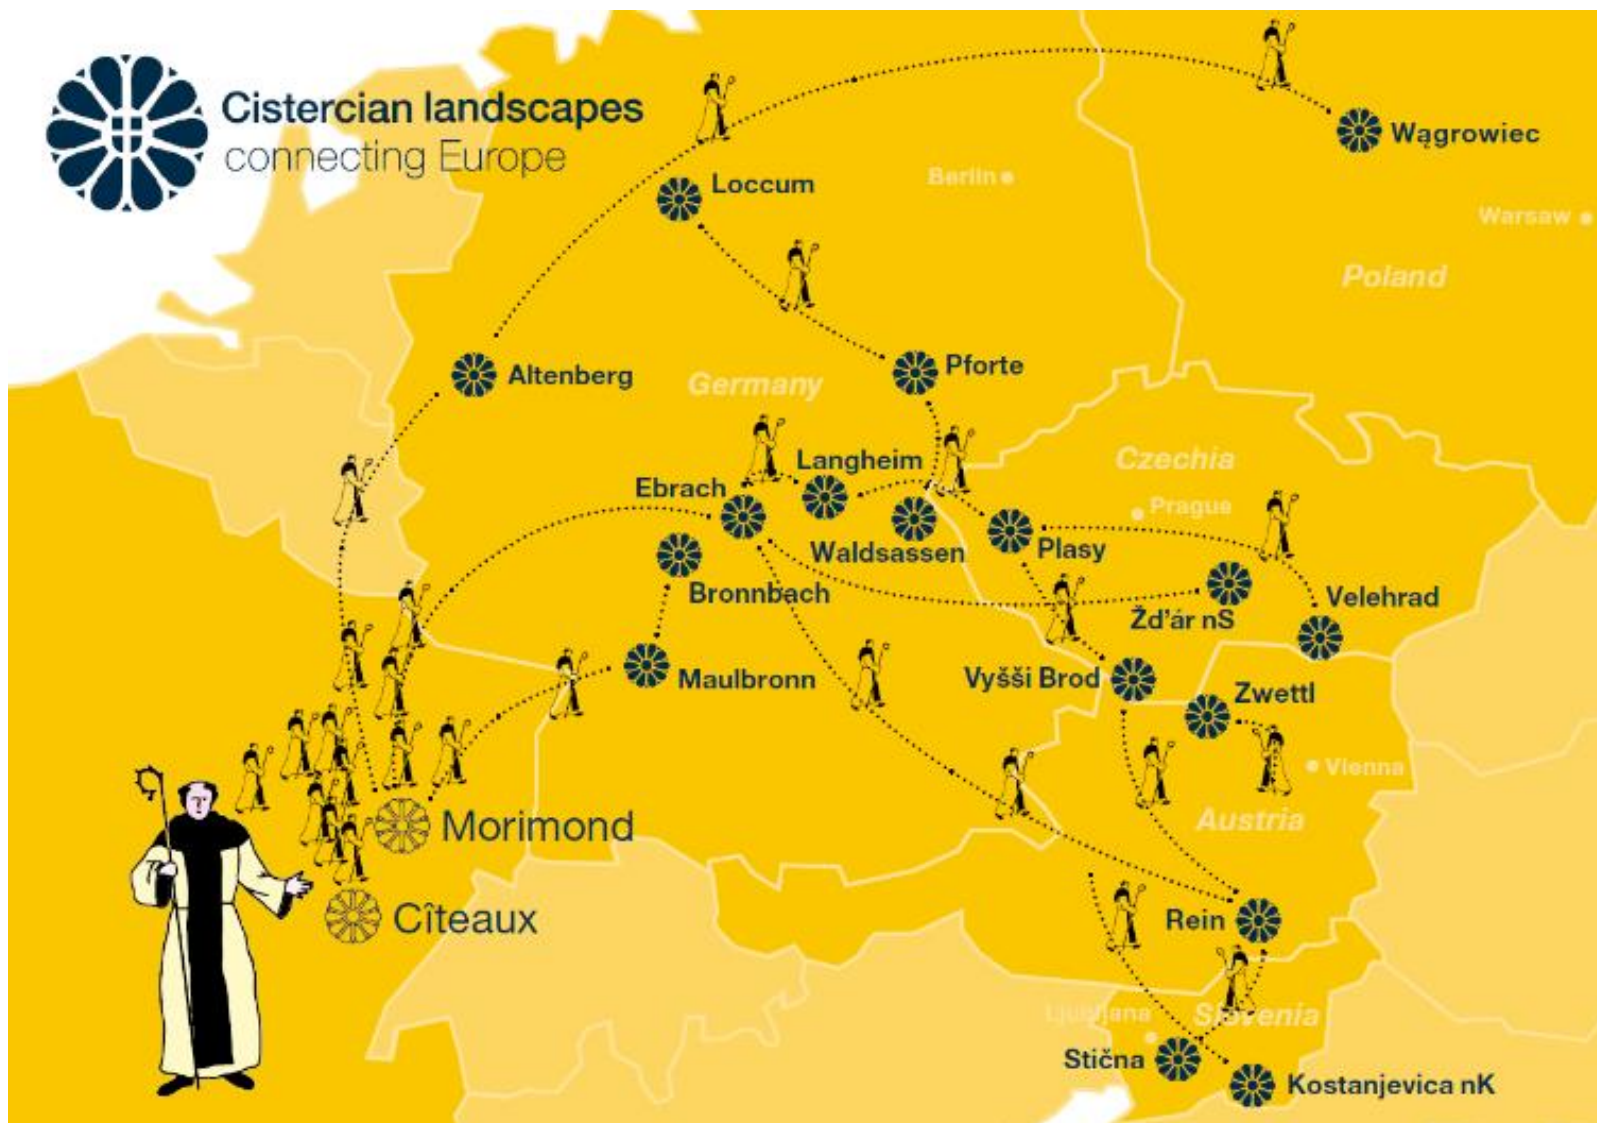 Cistercian landscapes
connecting Europe
Wągrowiec
Loccum
Berlin
Warsaw
Poland
Altenberg
Germany
Pforte
Langheim
Czechia
Ebrach
Prague
Waldsassen
Plasy
Bronnbach
Velehrad
Žd'ár nS
Maulbronn
Vyšši Brod
Zwettl
Vienna
Morimond
Austria
Cîteaux
Rein
Ljubljana
Slovenia
Stična
Kostanjevica nK